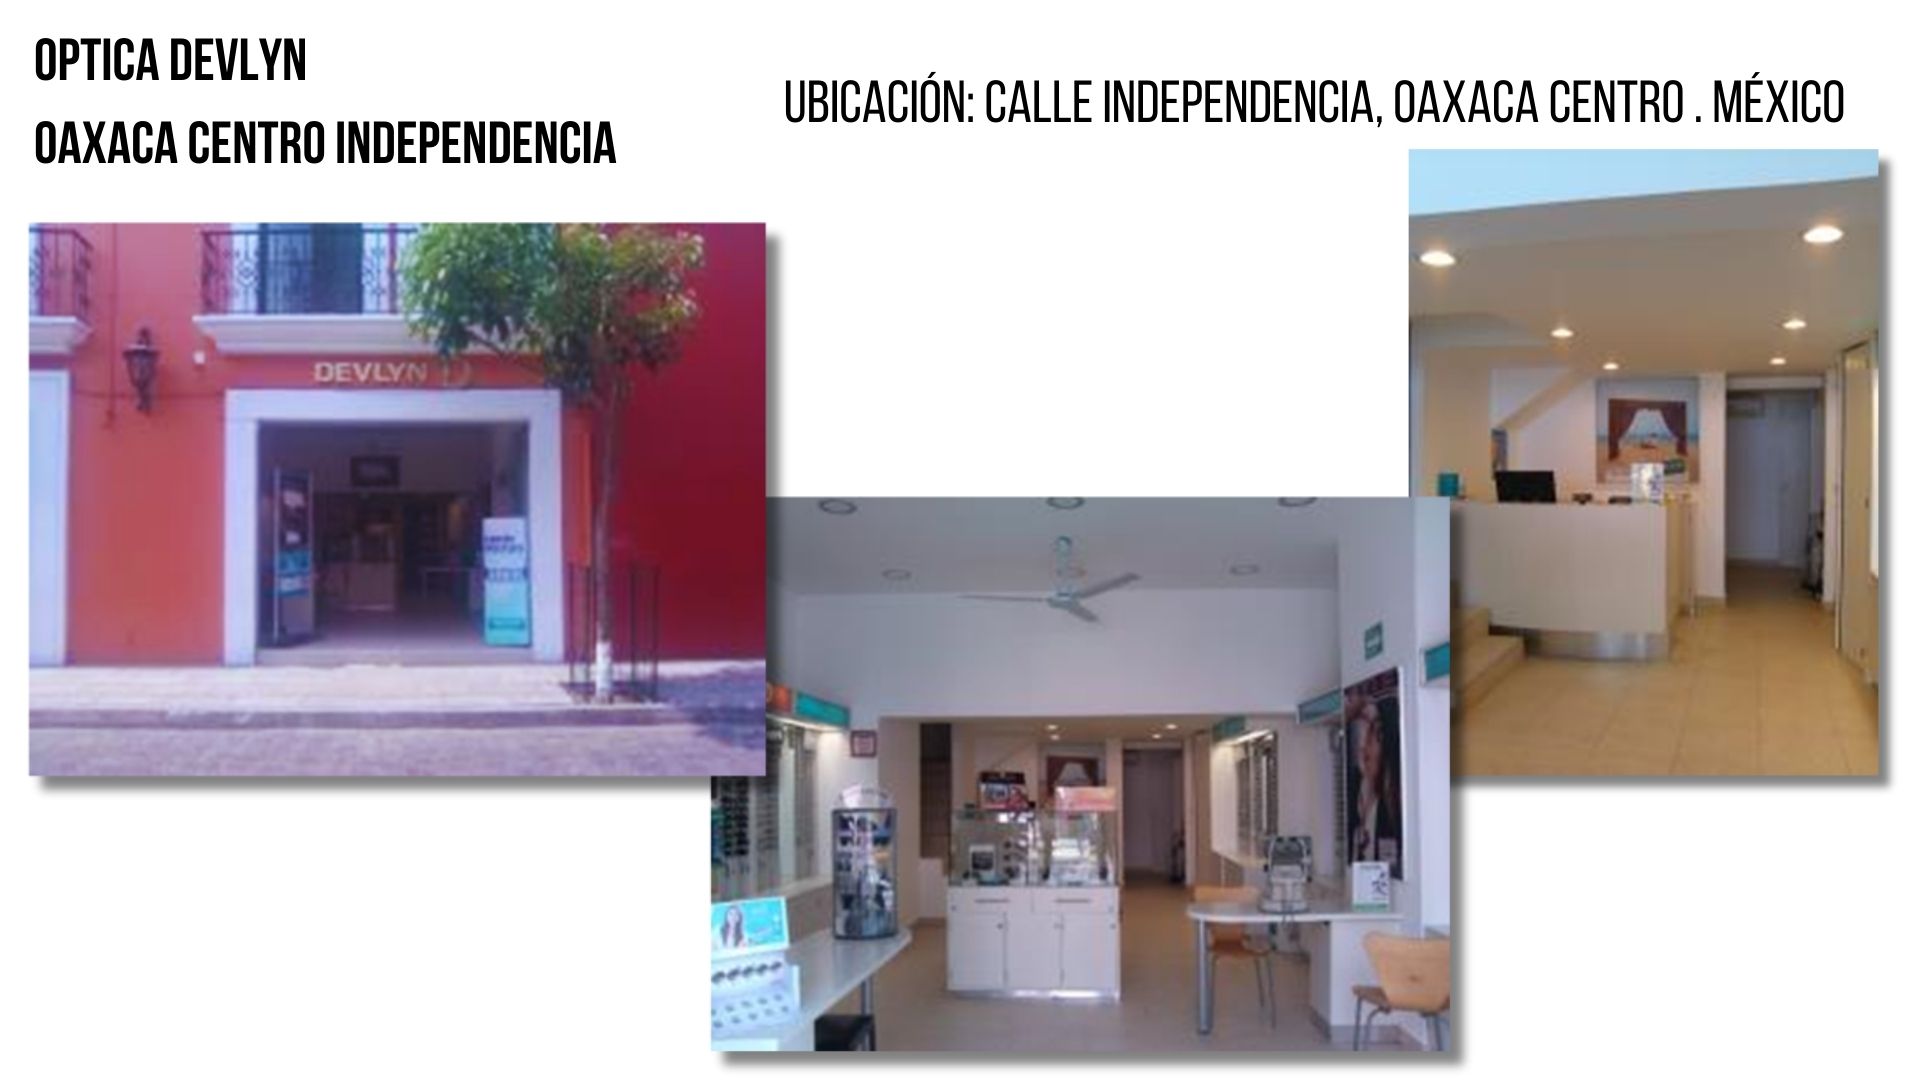 OPTICA DEVLYN
OAXACA CENTRO INDEPENDENCIA
UBICACIÓN: CALLE INDEPENDENCIA, OAXACA CENTRO . MÉXICO
DEVLYN